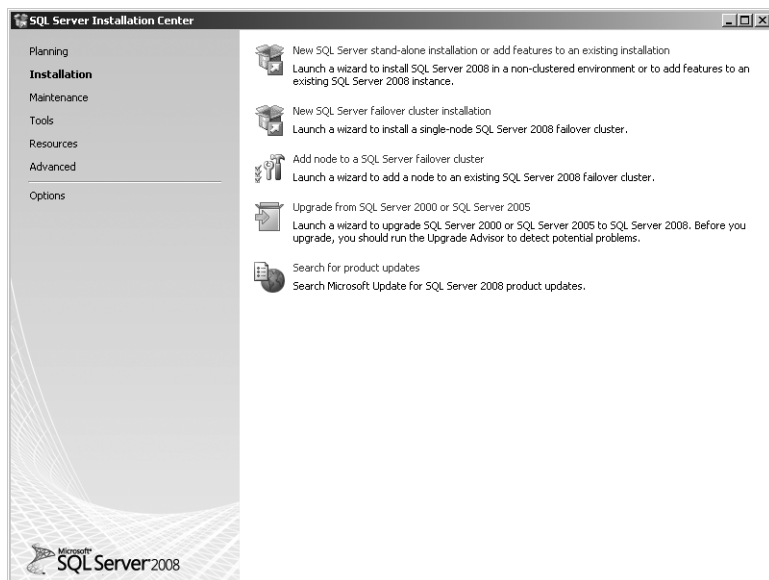 SQL Server Installation Center
Planning
Installation
Maintenance
Tools
Resources
Advanced
Options
New SQL Server stand-alone installation or add features to an existing installation
Launch a wizard to install SQL Server 2008 in a non-clustered environment or to add features to an
existing SQL Server 2008 instance.
New SQL Server failover cluster installation
Launch a wizard to install a single-node SQL Server 2008 failover cluster.
Add node to a SQL Server failover cluster
Launch a wizard to add a node to an existing SQL Server 2008 failover cluster.
Upgrade from SQL Server 2000 or SQL Server 2005
Launch a wizard to upgrade SQL Server 2000 or SQL Server 2005 to SQL Server 2008. Before you
upgrade, you should run the Upgrade Advisor to detect potential problems.
Search for product updates
Search Microsoft Update for SQL Server 2008 product updates.
Microsoft
SQL Server 2008